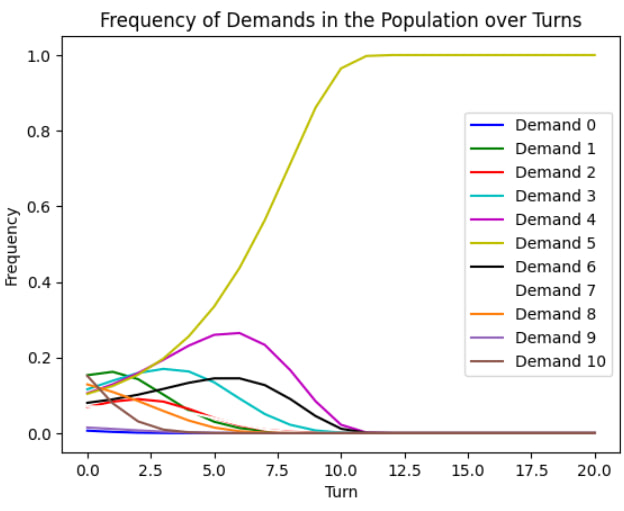 Frequency of Demands in the Population over Turns
1.0
0.8
0.6
0.4
0.2
0.0
Frequency
Demand 0
Demand 1
Demand 2
Demand 3
Demand 4
Demand 5
Demand 6
Demand 7
Demand 8
Demand 9
Demand 10
0.0 2.5 5.0 7.5 10.0 12.5 15.0 17.5 20.0
Turn